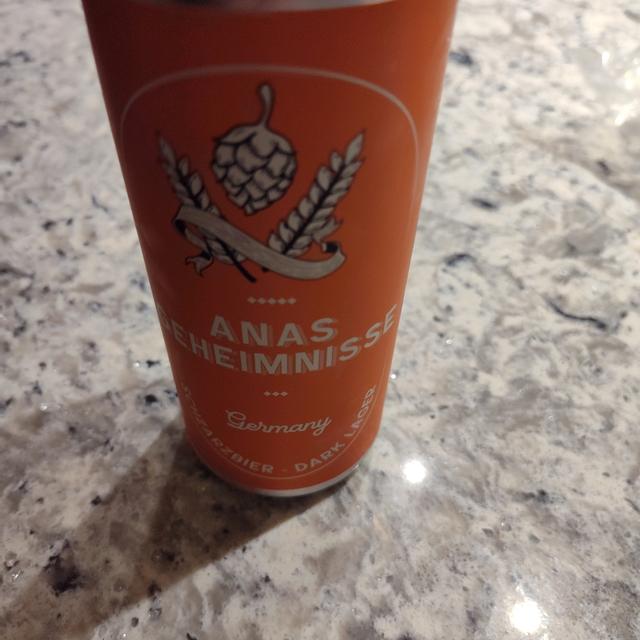 ANAS
GEHEIMNISSE
Germany
SCHWARZBIER - DARK LAGER